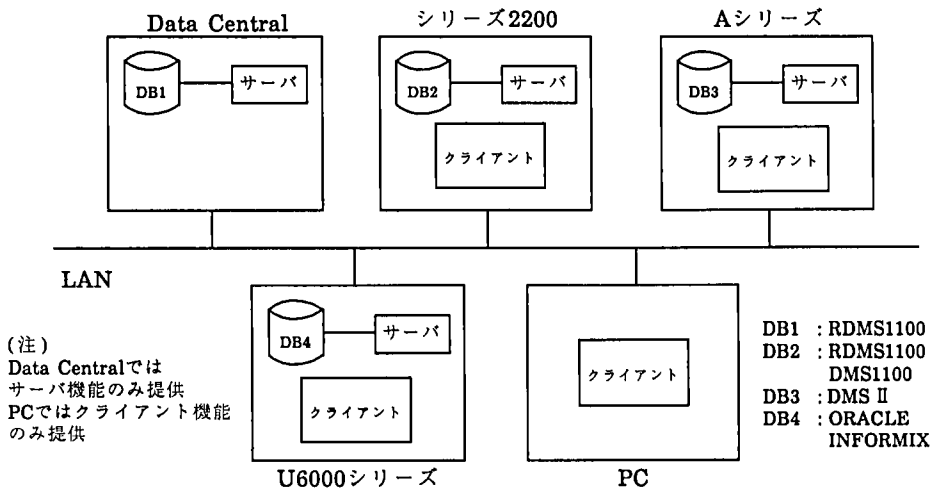 Data Central
シリーズ2200
Aシリーズ
DB1
サーバ
DB2
サーバ
クライアント
DB3
サーバ
クライアント
LAN
DB4
サーバ
クライアント
クライアント
U6000シリーズ
PC
(注)
Data Centralでは
サーバ機能のみ提供
PCではクライアント機能
のみ提供
DB1 :RDMS1100
DB2 :RDMS1100
DMS1100
DB3 :DMS Ⅱ
DB4 :ORACLE
INFORMIX